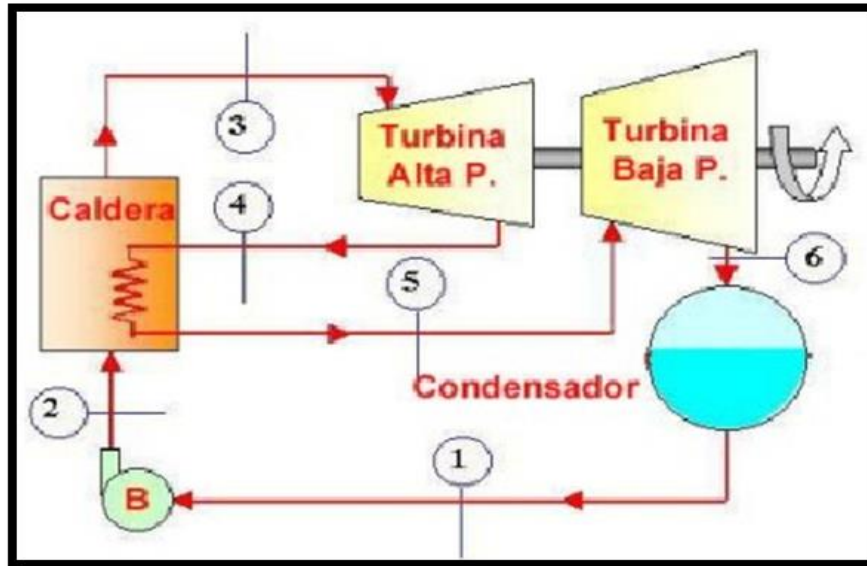 3
Turbina
Alta P.
Turbina
Baja P.
Caldera
4
6
5
Condensador
2
1
B